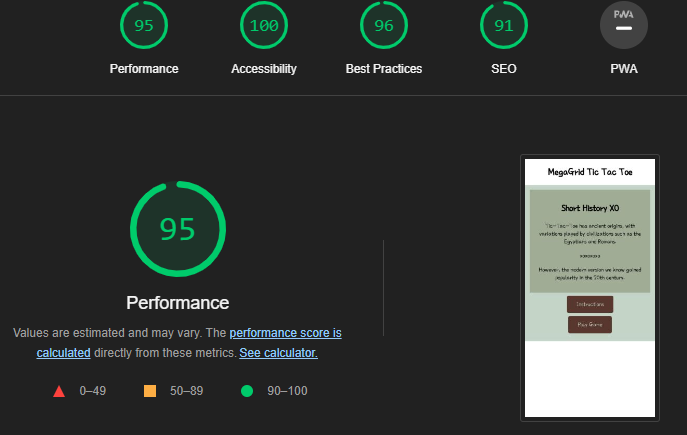 95
100
96
91
PWA
Performance
Accessibility
Best Practices
SEO
PWA
95
Performance
Values are estimated and may vary. The performance score is
calculated directly from these metrics. See calculator.
0–49
50–89
90–100
MegaGrid Tic Tac Toe
Short History XO
Tic-Tac-Toe has ancient origins, with
variations played by civilizations such as the
Egyptians and Romans.
However, the modern version we know gained
popularity in the 20th century.
Instructions
Play Game